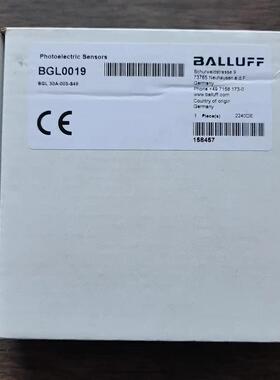 Photoelectric Sensors
BGL0019
BGL 30A-003-S49
CE
BALLUFF
Schurwaldstrasse 9
73765 Neuhausen a.d.F.
Germany
Phone +49 7158 173-0
www.balluff.com
Country of origin
Germany
1 Piece(s) 2240DE
158457